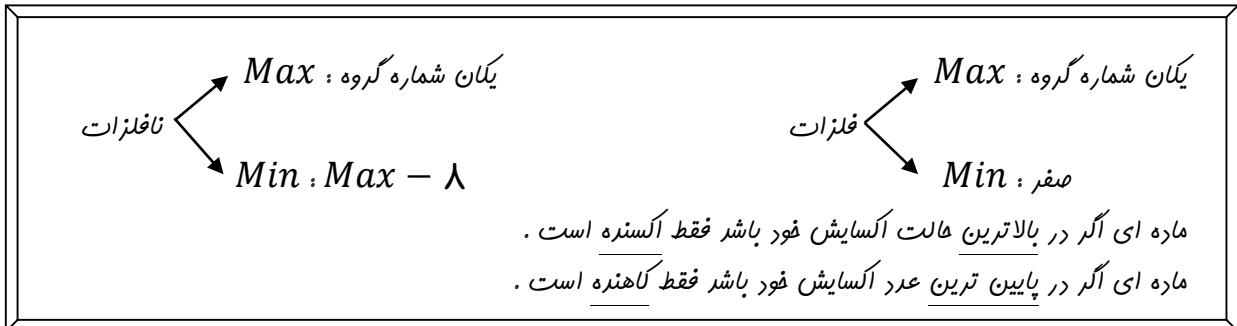 یکان شماره گروه : Max
فلزات
صفر : Min
یکان شماره گروه : Max
نافلزات
Min : Max − ۸
ماده ای اگر در بالاترین حالت اکسایش خود باشد فقط اکسنده است .
ماده ای اگر در پایین ترین عدد اکسایش خود باشد فقط کاهنده است .